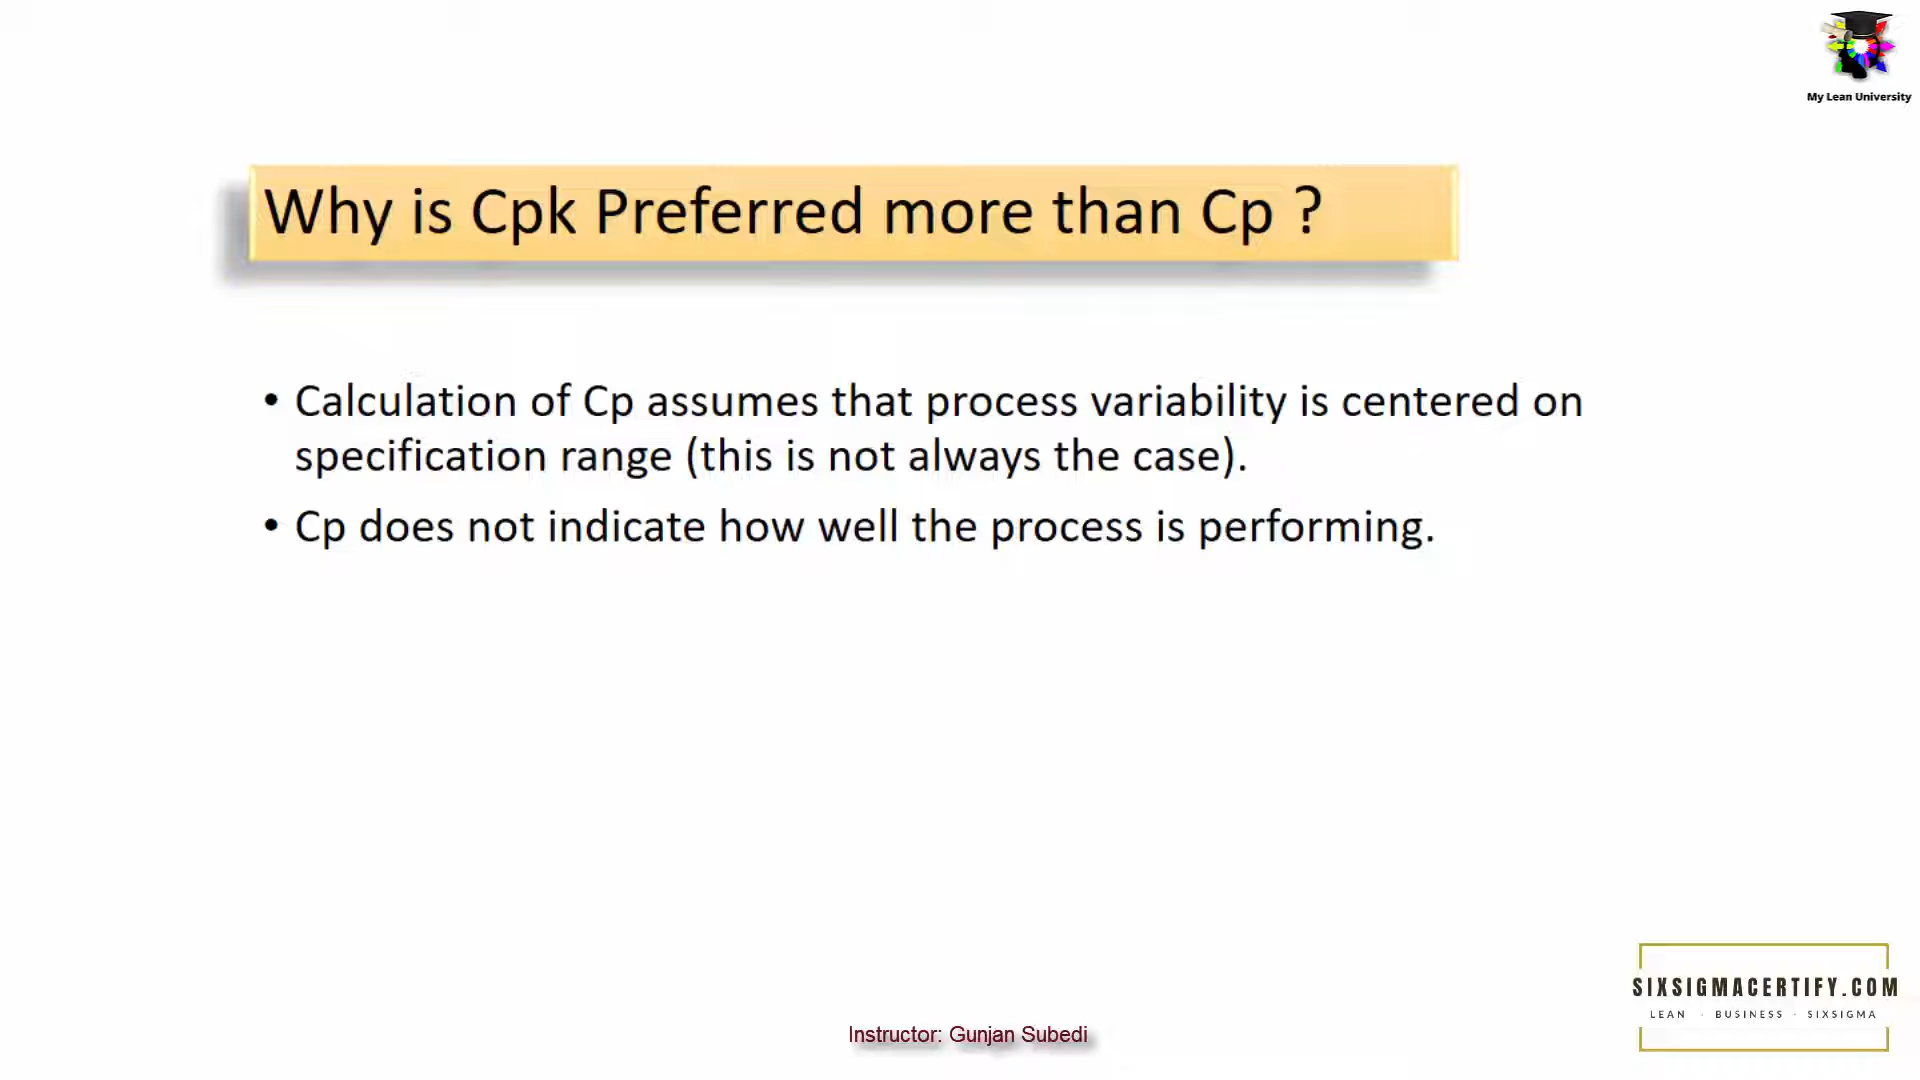 My Lean University
Why is Cpk Preferred more than Cp ?
• Calculation of Cp assumes that process variability is centered on
specification range (this is not always the case).
• Cp does not indicate how well the process is performing.
SIXSIGMACERTIFY.COM
LEAN · BUSINESS · SIXSIGMA
Instructor: Gunjan Subedi